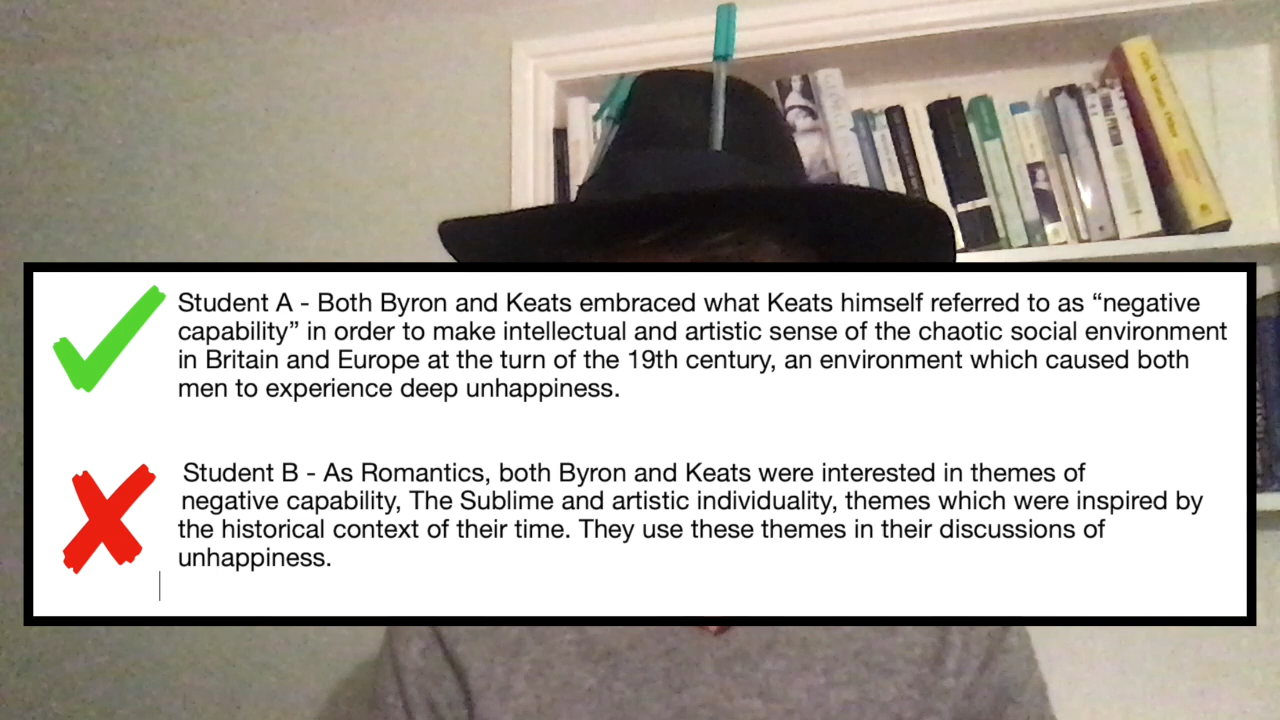 Student A - Both Byron and Keats embraced what Keats himself referred to as “negative
capability” in order to make intellectual and artistic sense of the chaotic social environment
in Britain and Europe at the turn of the 19th century, an environment which caused both
men to experience deep unhappiness.
Student B - As Romantics, both Byron and Keats were interested in themes of
negative capability, The Sublime and artistic individuality, themes which were inspired by
the historical context of their time. They use these themes in their discussions of
unhappiness.